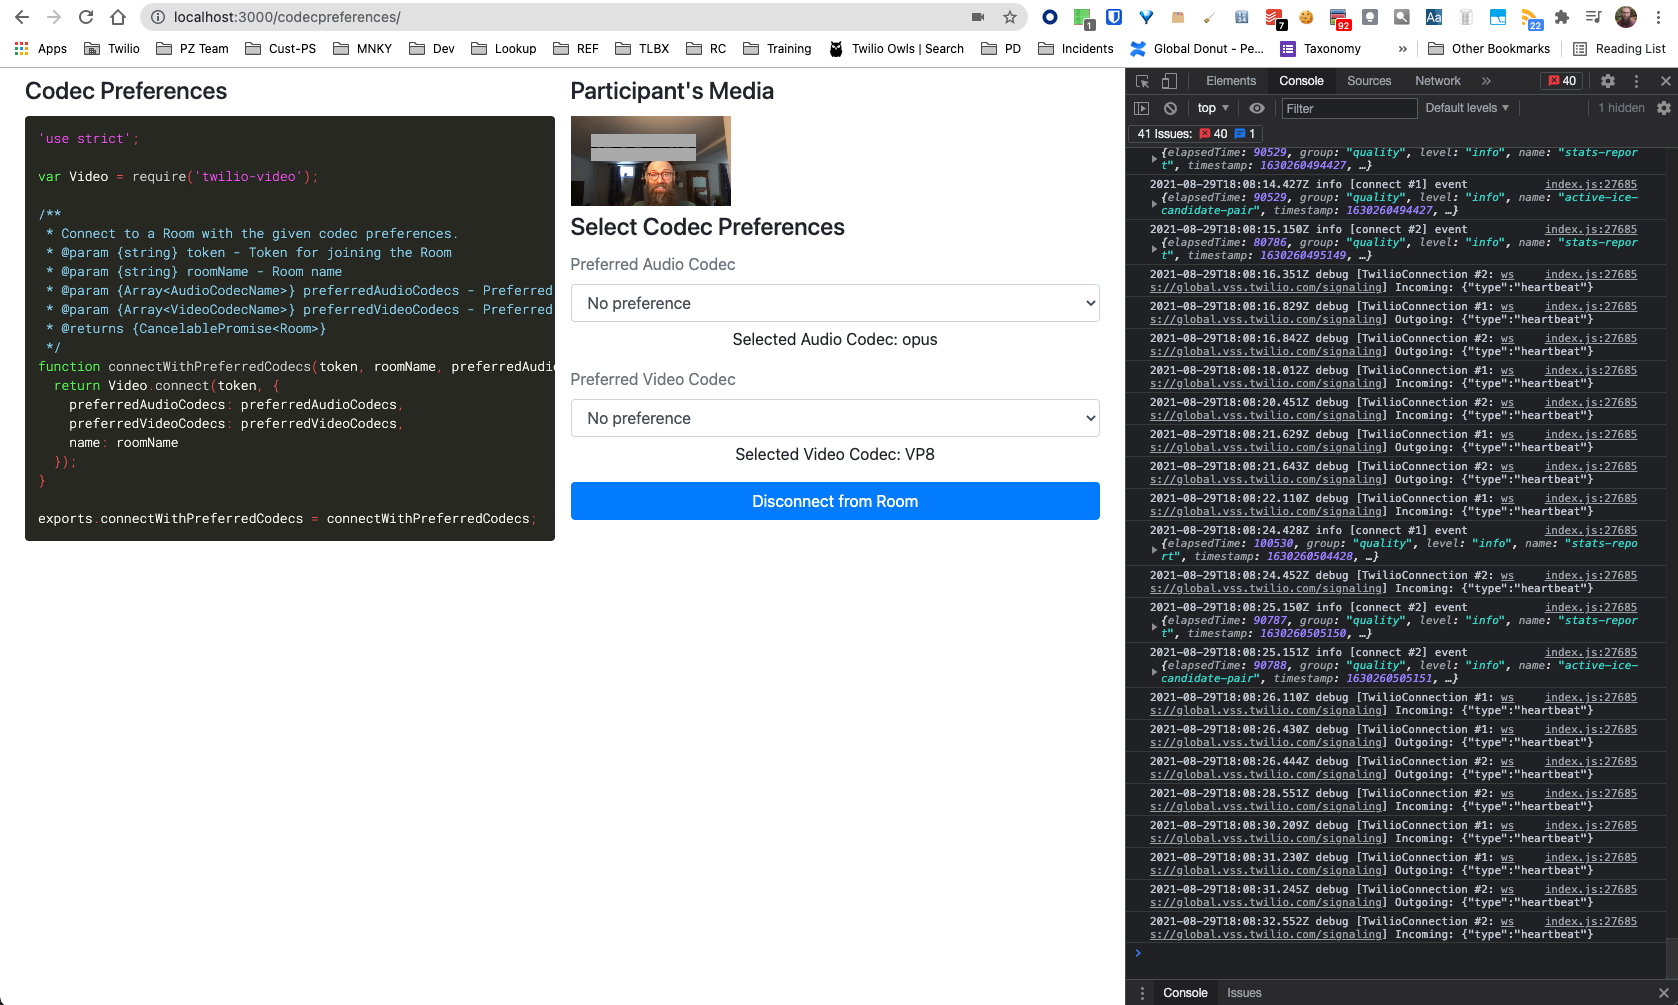 localhost:3000/codecpreferences/
1
7
92
22
Apps
Twilio
PZ Team
Cust-PS
MNKY
Dev
Lookup
REF
TLBX
RC
Training
Twilio Owls | Search
PD
Incidents
Global Donut - Pe...
Taxonomy
»
Other Bookmarks
Reading List
Codec Preferences
'use strict';
var Video = require('twilio-video');
/**
* Connect to a Room with the given codec preferences.
* @param {string} token - Token for joining the Room
* @param {string} roomName - Room name
* @param {Array<AudioCodecName>} preferredAudioCodecs - Preferred
* @param {Array<VideoCodecName>} preferredVideoCodecs - Preferred
* @returns {CancelablePromise<Room>}
*/
function connectWithPreferredCodecs(token, roomName, preferredAudio
return Video.connect(token, {
preferredAudioCodecs: preferredAudioCodecs,
preferredVideoCodecs: preferredVideoCodecs,
name: roomName
});
}
exports.connectWithPreferredCodecs = connectWithPreferredCodecs;
Participant's Media
Select Codec Preferences
Preferred Audio Codec
No preference
Selected Audio Codec: opus
Preferred Video Codec
No preference
Selected Video Codec: VP8
Disconnect from Room
Elements
Console
Sources
Network
»
40
top
Filter
Default levels
1 hidden
41 Issues: 40 1
{elapsedTime: 90529, group: "quality", level: "info", name: "stats-repor
t", timestamp: 1630260494427, …}
2021-08-29T18:08:14.427Z info [connect #1] event index.js:27685
{elapsedTime: 90529, group: "quality", level: "info", name: "active-ice-
candidate-pair", timestamp: 1630260494427, …}
2021-08-29T18:08:15.150Z info [connect #2] event index.js:27685
{elapsedTime: 80786, group: "quality", level: "info", name: "stats-repor
t", timestamp: 1630260495149, …}
2021-08-29T18:08:16.351Z debug [TwilioConnection #2: ws index.js:27685
s://global.vss.twilio.com/signaling] Incoming: {"type":"heartbeat"}
2021-08-29T18:08:16.829Z debug [TwilioConnection #1: ws index.js:27685
s://global.vss.twilio.com/signaling] Outgoing: {"type":"heartbeat"}
2021-08-29T18:08:16.842Z debug [TwilioConnection #2: ws index.js:27685
s://global.vss.twilio.com/signaling] Outgoing: {"type":"heartbeat"}
2021-08-29T18:08:18.012Z debug [TwilioConnection #1: ws index.js:27685
s://global.vss.twilio.com/signaling] Incoming: {"type":"heartbeat"}
2021-08-29T18:08:20.451Z debug [TwilioConnection #2: ws index.js:27685
s://global.vss.twilio.com/signaling] Incoming: {"type":"heartbeat"}
2021-08-29T18:08:21.629Z debug [TwilioConnection #1: ws index.js:27685
s://global.vss.twilio.com/signaling] Outgoing: {"type":"heartbeat"}
2021-08-29T18:08:21.643Z debug [TwilioConnection #2: ws index.js:27685
s://global.vss.twilio.com/signaling] Outgoing: {"type":"heartbeat"}
2021-08-29T18:08:22.110Z debug [TwilioConnection #1: ws index.js:27685
s://global.vss.twilio.com/signaling] Incoming: {"type":"heartbeat"}
2021-08-29T18:08:24.428Z info [connect #1] event index.js:27685
{elapsedTime: 100530, group: "quality", level: "info", name: "stats-repo
rt", timestamp: 1630260504428, …}
2021-08-29T18:08:24.452Z debug [TwilioConnection #2: ws index.js:27685
s://global.vss.twilio.com/signaling] Incoming: {"type":"heartbeat"}
2021-08-29T18:08:25.150Z info [connect #2] event index.js:27685
{elapsedTime: 90787, group: "quality", level: "info", name: "stats-repor
t", timestamp: 1630260505150, …}
2021-08-29T18:08:25.151Z info [connect #2] event index.js:27685
{elapsedTime: 90788, group: "quality", level: "info", name: "active-ice-
candidate-pair", timestamp: 1630260505151, …}
2021-08-29T18:08:26.110Z debug [TwilioConnection #1: ws index.js:27685
s://global.vss.twilio.com/signaling] Incoming: {"type":"heartbeat"}
2021-08-29T18:08:26.430Z debug [TwilioConnection #1: ws index.js:27685
s://global.vss.twilio.com/signaling] Outgoing: {"type":"heartbeat"}
2021-08-29T18:08:26.444Z debug [TwilioConnection #2: ws index.js:27685
s://global.vss.twilio.com/signaling] Outgoing: {"type":"heartbeat"}
2021-08-29T18:08:28.551Z debug [TwilioConnection #2: ws index.js:27685
s://global.vss.twilio.com/signaling] Incoming: {"type":"heartbeat"}
2021-08-29T18:08:30.209Z debug [TwilioConnection #1: ws index.js:27685
s://global.vss.twilio.com/signaling] Incoming: {"type":"heartbeat"}
2021-08-29T18:08:31.230Z debug [TwilioConnection #1: ws index.js:27685
s://global.vss.twilio.com/signaling] Outgoing: {"type":"heartbeat"}
2021-08-29T18:08:31.245Z debug [TwilioConnection #2: ws index.js:27685
s://global.vss.twilio.com/signaling] Outgoing: {"type":"heartbeat"}
2021-08-29T18:08:32.552Z debug [TwilioConnection #2: ws index.js:27685
s://global.vss.twilio.com/signaling] Incoming: {"type":"heartbeat"}
Console
Issues